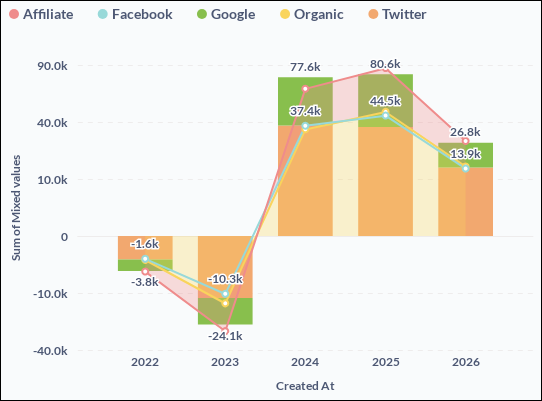 Affiliate Facebook Google Organic Twitter
90.0k
40.0k
10.0k
0
-10.0k
-40.0k
Sum of Mixed values
77.6k
80.6k
37.4k
44.5k
26.8k
13.9k
-1.6k
-3.8k
-10.3k
-24.1k
2022 2023 2024 2025 2026
Created At